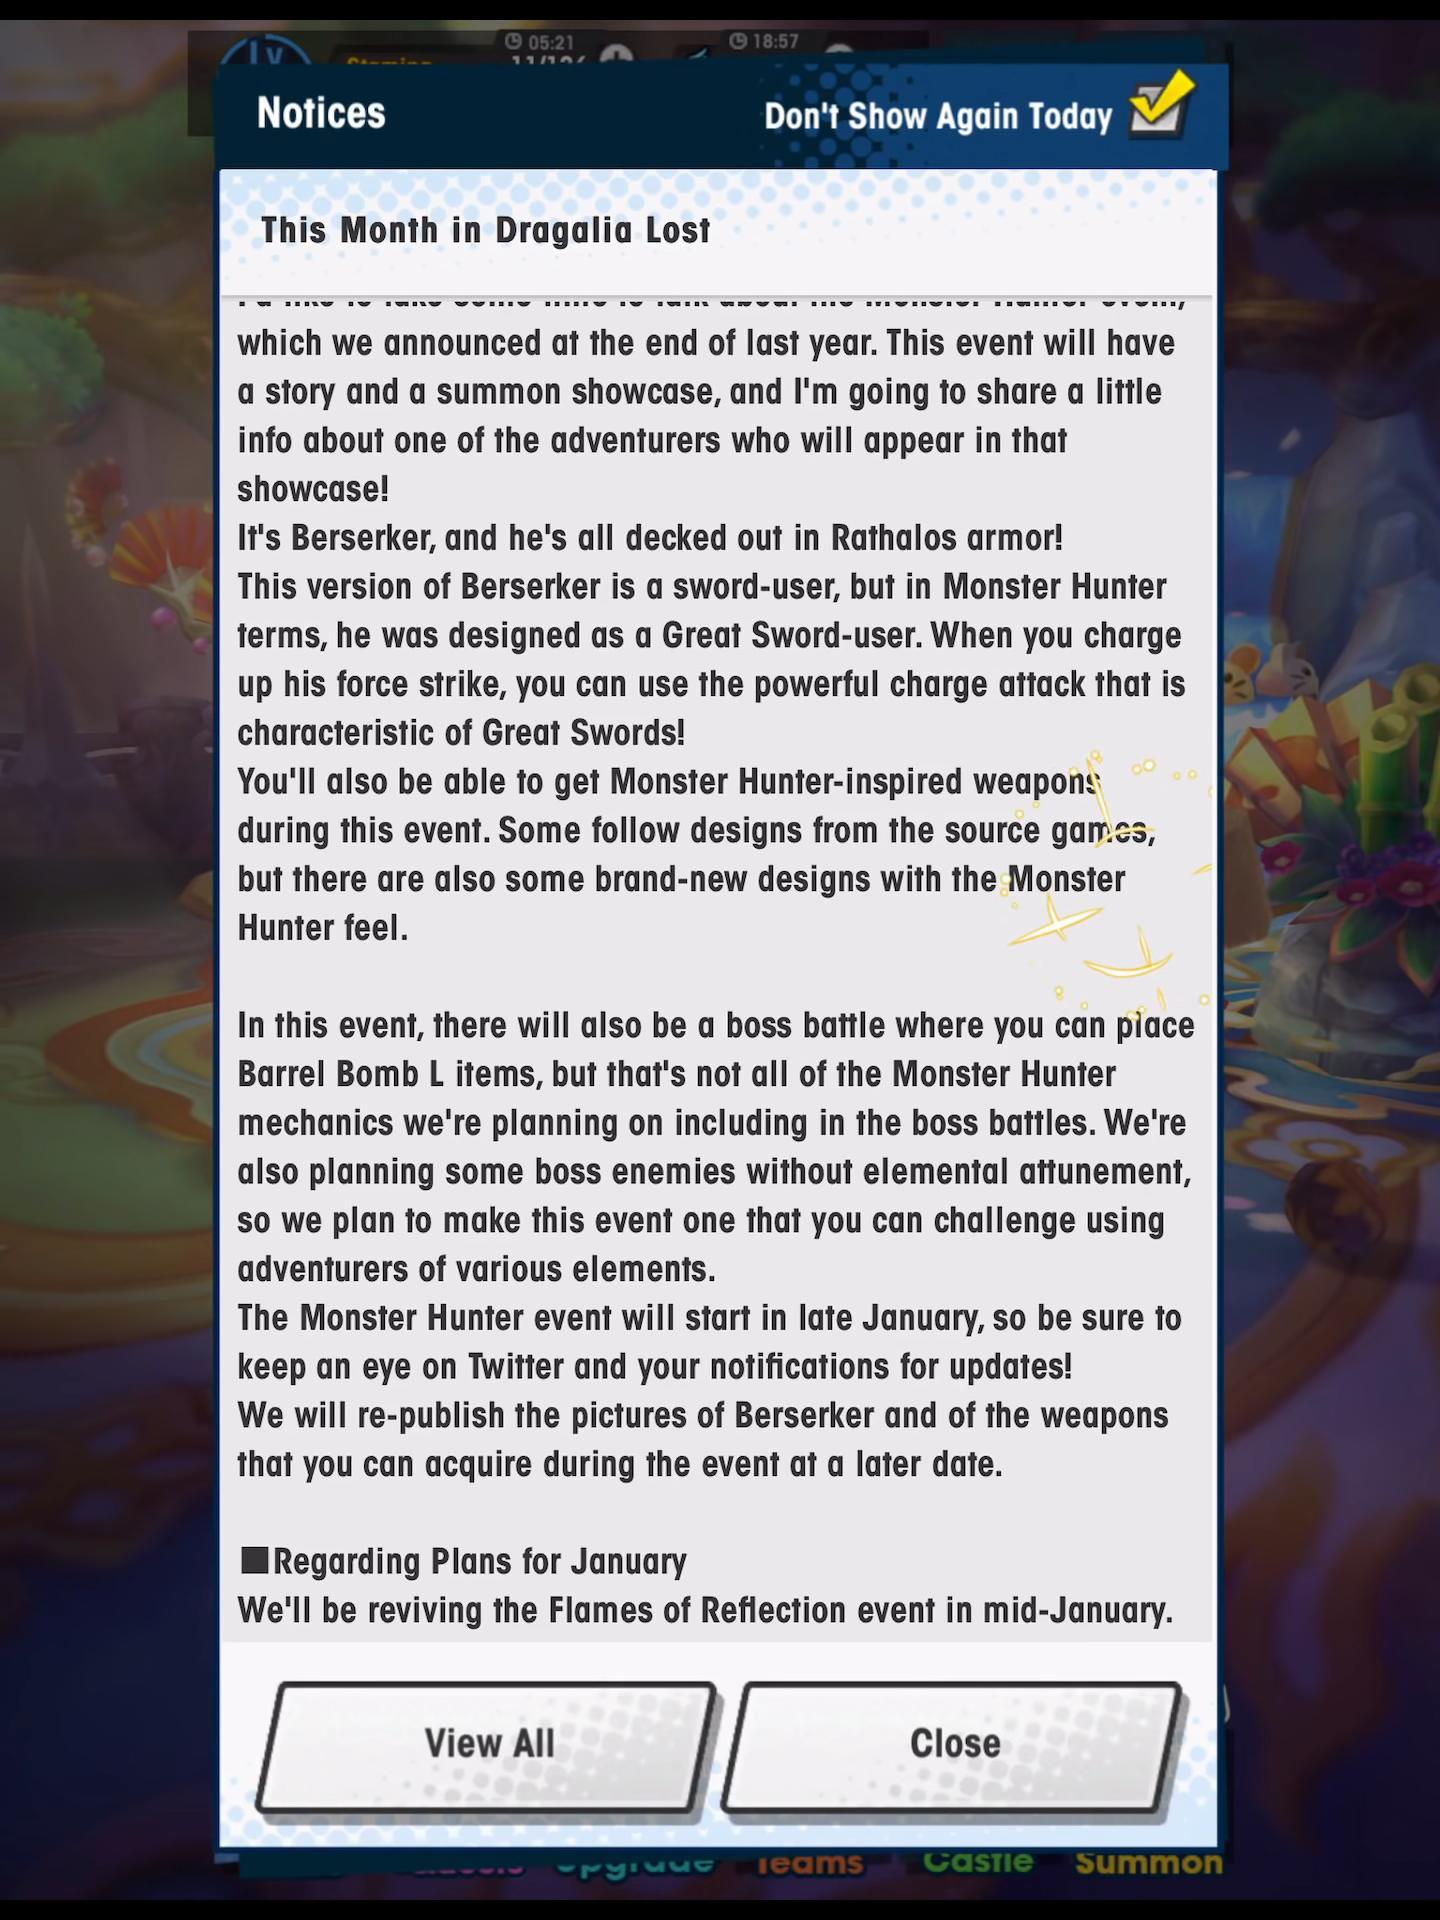 05:21
18:57
Notices
Don't Show Again Today
This Month in Dragalia Lost
I'd like to take some time to talk about the Monster Hunter event,
which we announced at the end of last year. This event will have
a story and a summon showcase, and I'm going to share a little
info about one of the adventurers who will appear in that
showcase!
It's Berserker, and he's all decked out in Rathalos armor!
This version of Berserker is a sword-user, but in Monster Hunter
terms, he was designed as a Great Sword-user. When you charge
up his force strike, you can use the powerful charge attack that is
characteristic of Great Swords!
You'll also be able to get Monster Hunter-inspired weapons
during this event. Some follow designs from the source games,
but there are also some brand-new designs with the Monster
Hunter feel.
In this event, there will also be a boss battle where you can place
Barrel Bomb L items, but that's not all of the Monster Hunter
mechanics we're planning on including in the boss battles. We're
also planning some boss enemies without elemental attunement,
so we plan to make this event one that you can challenge using
adventurers of various elements.
The Monster Hunter event will start in late January, so be sure to
keep an eye on Twitter and your notifications for updates!
We will re-publish the pictures of Berserker and of the weapons
that you can acquire during the event at a later date.
■Regarding Plans for January
We'll be reviving the Flames of Reflection event in mid-January.
View All
Close
Upgrade
Teams
Castle
Summon